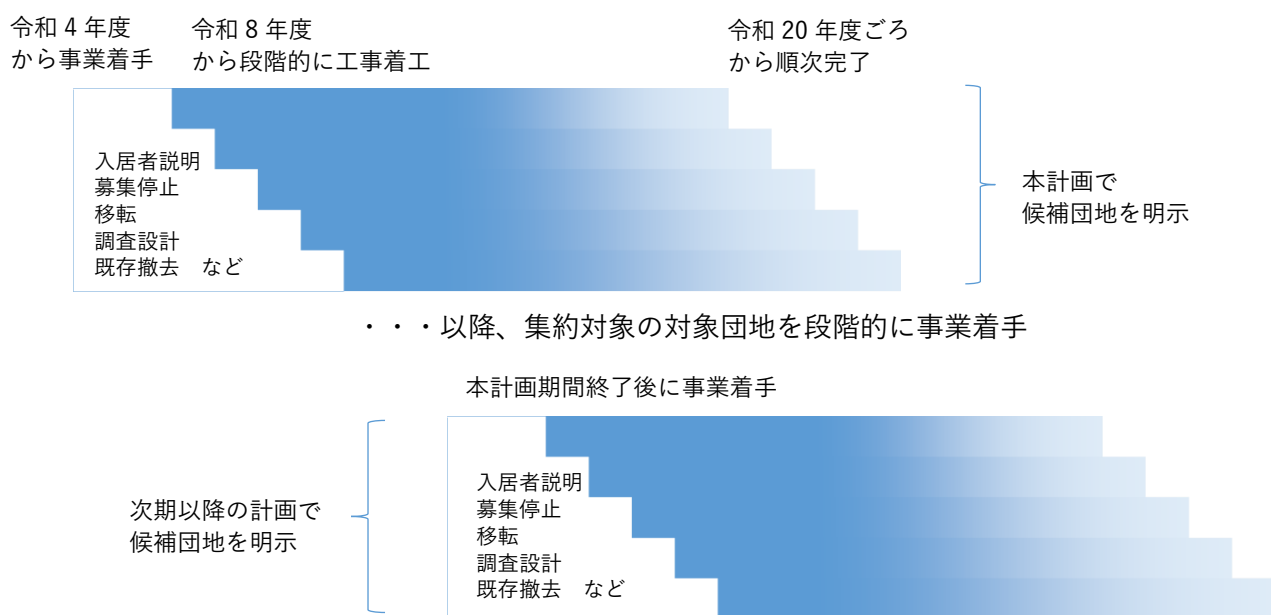 令和 4 年度
から事業着手
令和 8 年度
から段階的に工事着工
令和 20 年度ごろ
から順次完了
入居者説明
募集停止
移転
調査設計
既存撤去　など
本計画で
候補団地を明示
・・・以降、集約対象の対象団地を段階的に事業着手
本計画期間終了後に事業着手
次期以降の計画で
候補団地を明示
入居者説明
募集停止
移転
調査設計
既存撤去　など